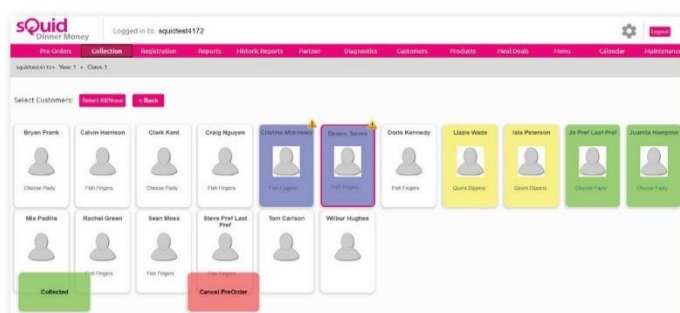 sQuid
Dinner Money
Logged in to: squidtest4172
Logout
Pre-Orders Collection Registration Reports Historic Reports Partner Diagnostics Customers Products Meal Deals Menu Calendar Maintenance
squidtest4172> Year 1 > Class 1
Select Customers: Select All/None < Back
Bryan Frank Calvin Harrison Clark Kent Craig Nguyen Cristina McKinney Danny Torres Doris Kennedy Lizzie Wade Isla Peterson Jo Pref Last Pref Juanita Hampton
Cheese Pasty Fish Fingers Cheese Pasty Fish Fingers Fish Fingers Fish Fingers Fish Fingers Quorn Dippers Quorn Dippers Cheese Pasty Cheese Pasty
Mia Padilla Rachel Green Sean Moss Steve Pref Last Pref Tom Carlson Wilbur Hughes
Fish Fingers Fish Fingers Fish Fingers
Collected Cancel PreOrder